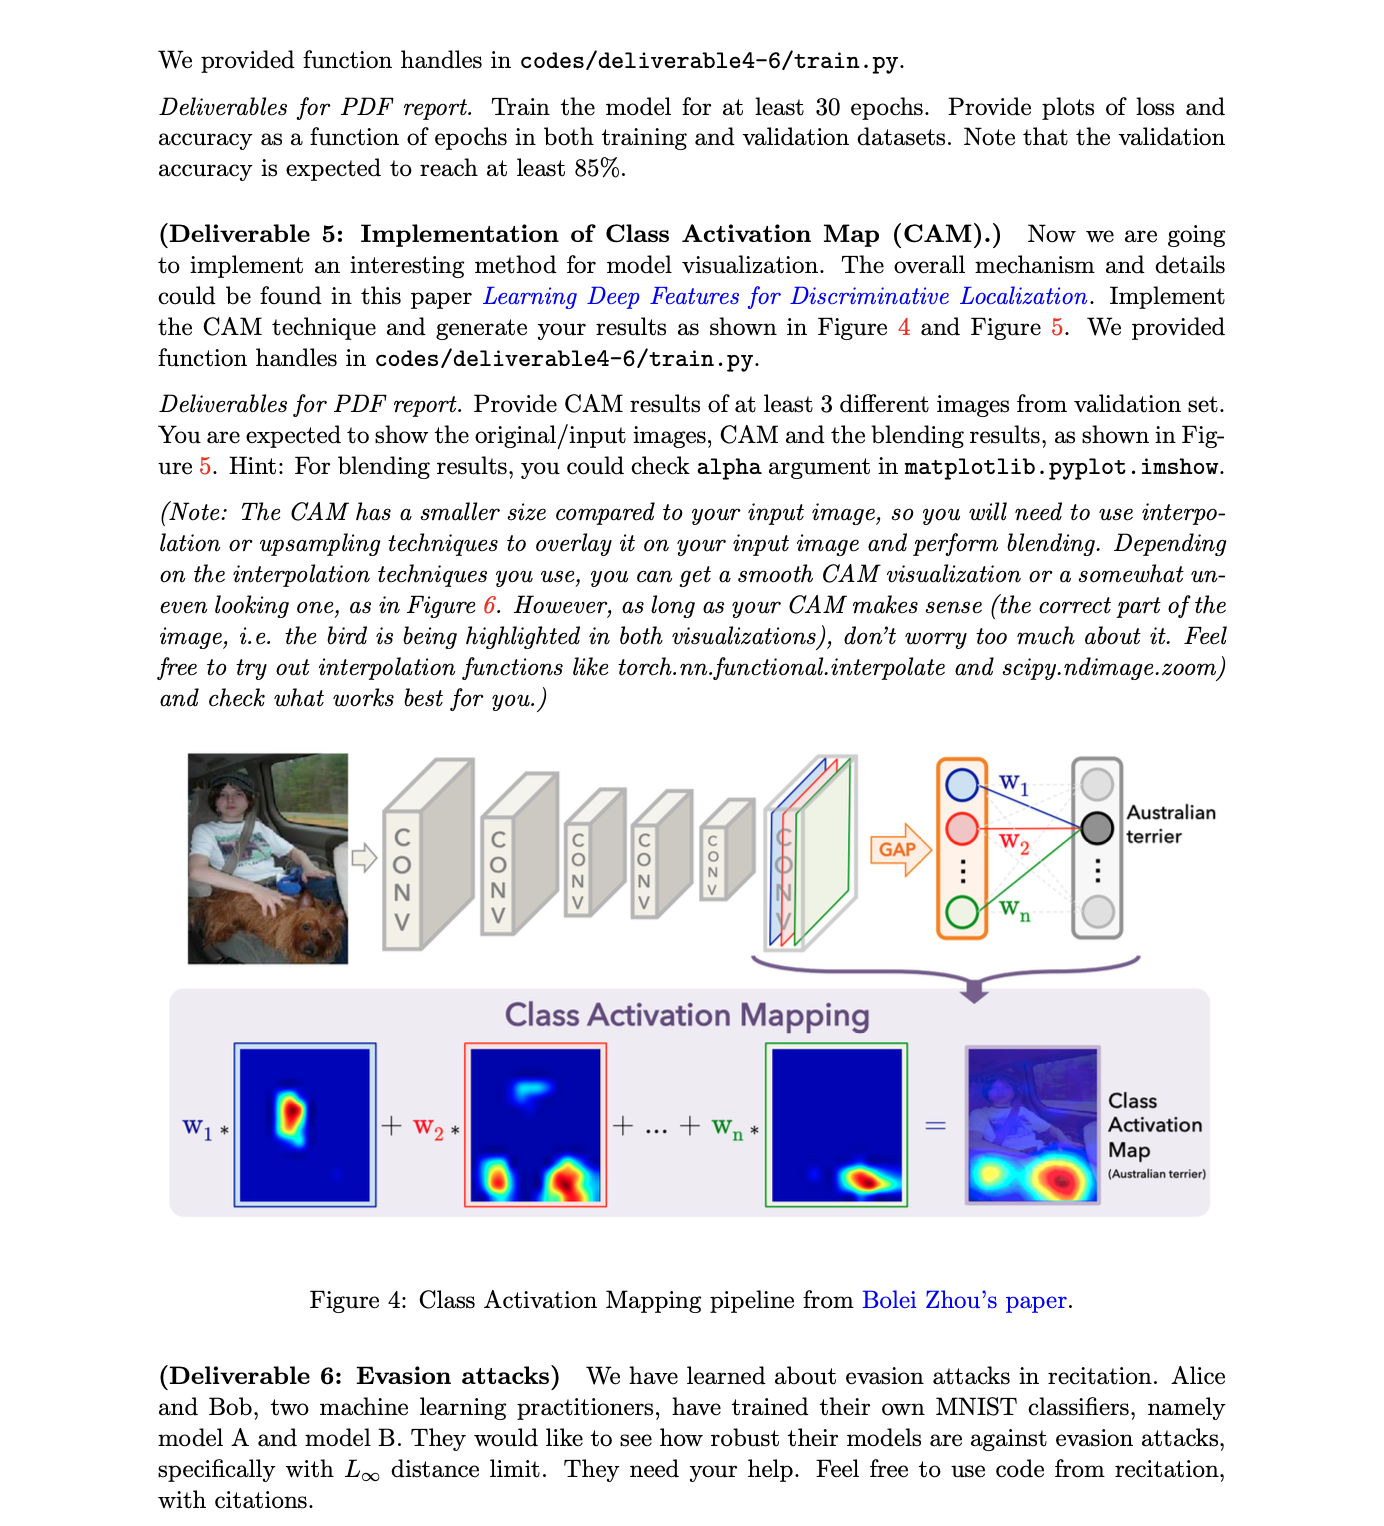 We provided function handles in codes/deliverable4-6/train.py.
Deliverables for PDF report. Train the model for at least 30 epochs. Provide plots of loss and
accuracy as a function of epochs in both training and validation datasets. Note that the validation
accuracy is expected to reach at least 85%.
(Deliverable 5: Implementation of Class Activation Map (CAM).) Now we are going
to implement an interesting method for model visualization. The overall mechanism and details
could be found in this paper Learning Deep Features for Discriminative Localization. Implement
the CAM technique and generate your results as shown in Figure 4 and Figure 5. We provided
function handles in codes/deliverable4-6/train.py.
Deliverables for PDF report. Provide CAM results of at least 3 different images from validation set.
You are expected to show the original/input images, CAM and the blending results, as shown in Fig-
ure 5. Hint: For blending results, you could check alpha argument in matplotlib.pyplot.imshow.
(Note: The CAM has a smaller size compared to your input image, so you will need to use interpo-
lation or upsampling techniques to overlay it on your input image and perform blending. Depending
on the interpolation techniques you use, you can get a smooth CAM visualization or a somewhat un-
even looking one, as in Figure 6. However, as long as your CAM makes sense (the correct part of the
image, i.e. the bird is being highlighted in both visualizations), don't worry too much about it. Feel
free to try out interpolation functions like torch.nn.functional.interpolate and scipy.ndimage.zoom)
and check what works best for you.)
CONV
CONV
CONV
CONV
CONV
CONV
GAP
w1
w2
⋮
wn
⋮
Australian
terrier
Class Activation Mapping
w1 *
+ w2 *
+ ... + wn *
=
Class
Activation
Map
(Australian terrier)
Figure 4: Class Activation Mapping pipeline from Bolei Zhou's paper.
(Deliverable 6: Evasion attacks) We have learned about evasion attacks in recitation. Alice
and Bob, two machine learning practitioners, have trained their own MNIST classifiers, namely
model A and model B. They would like to see how robust their models are against evasion attacks,
specifically with L∞ distance limit. They need your help. Feel free to use code from recitation,
with citations.